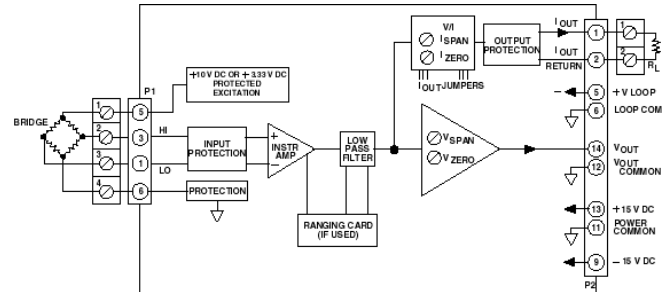 V/I
I SPAN
I ZERO
I OUT JUMPERS
OUTPUT
PROTECTION
I OUT
I OUT
RETURN
1
2
1
2
R L
P1
+10 V DC OR + 3.33 V DC
PROTECTED
EXCITATION
BRIDGE
1
2
3
4
5
3
1
6
HI
LO
INPUT
PROTECTION
PROTECTION
+
−
INSTR
AMP
LOW
PASS
FILTER
RANGING CARD
(IF USED)
V SPAN
V ZERO
5
− +V LOOP
6
LOOP COM
14
V OUT
12
V OUT
COMMON
13
+15 V DC
11
POWER
COMMON
9
− 15 V DC
P2